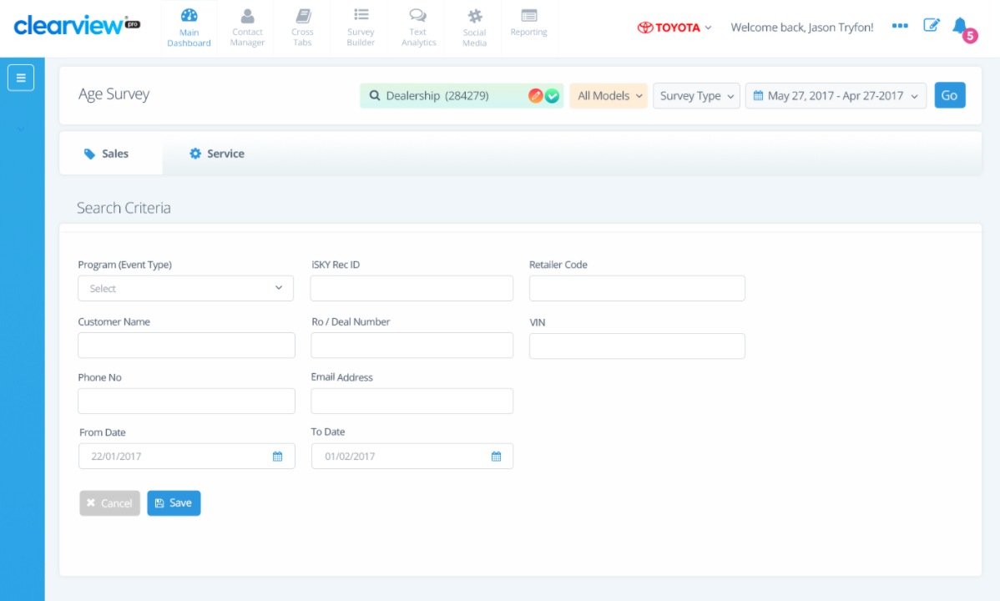 clearview pro
Main
Dashboard
Contact
Manager
Cross
Tabs
Survey
Builder
Text
Analytics
Social
Media
Reporting
TOYOTA
Welcome back, Jason Tryfon!
5
Age Survey
Dealership (284279)
All Models
Survey Type
May 27, 2017 - Apr 27-2017
Go
Sales
Service
Search Criteria
Program (Event Type)
iSKY Rec ID
Retailer Code
Select
Customer Name
Ro / Deal Number
VIN
Phone No
Email Address
From Date
To Date
22/01/2017
01/02/2017
Cancel
Save